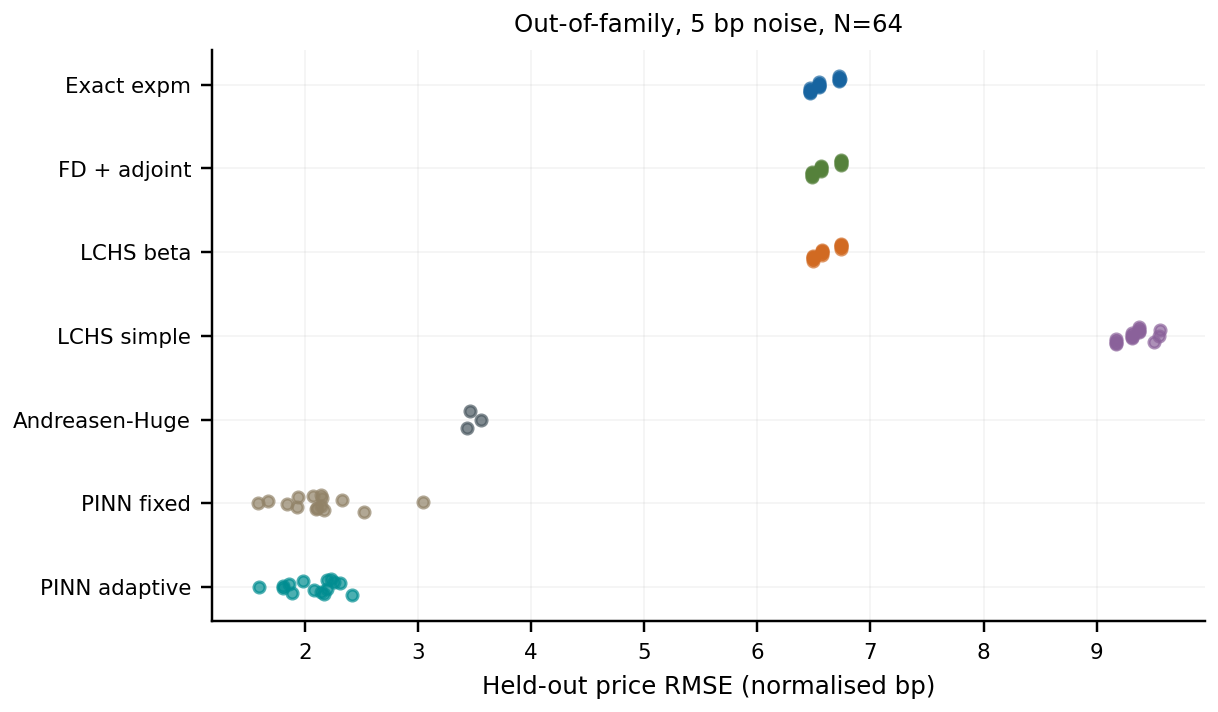 Out-of-family, 5 bp noise, N=64
Exact expm
FD + adjoint
LCHS beta
LCHS simple
Andreasen-Huge
PINN fixed
PINN adaptive
2 3 4 5 6 7 8 9
Held-out price RMSE (normalised bp)